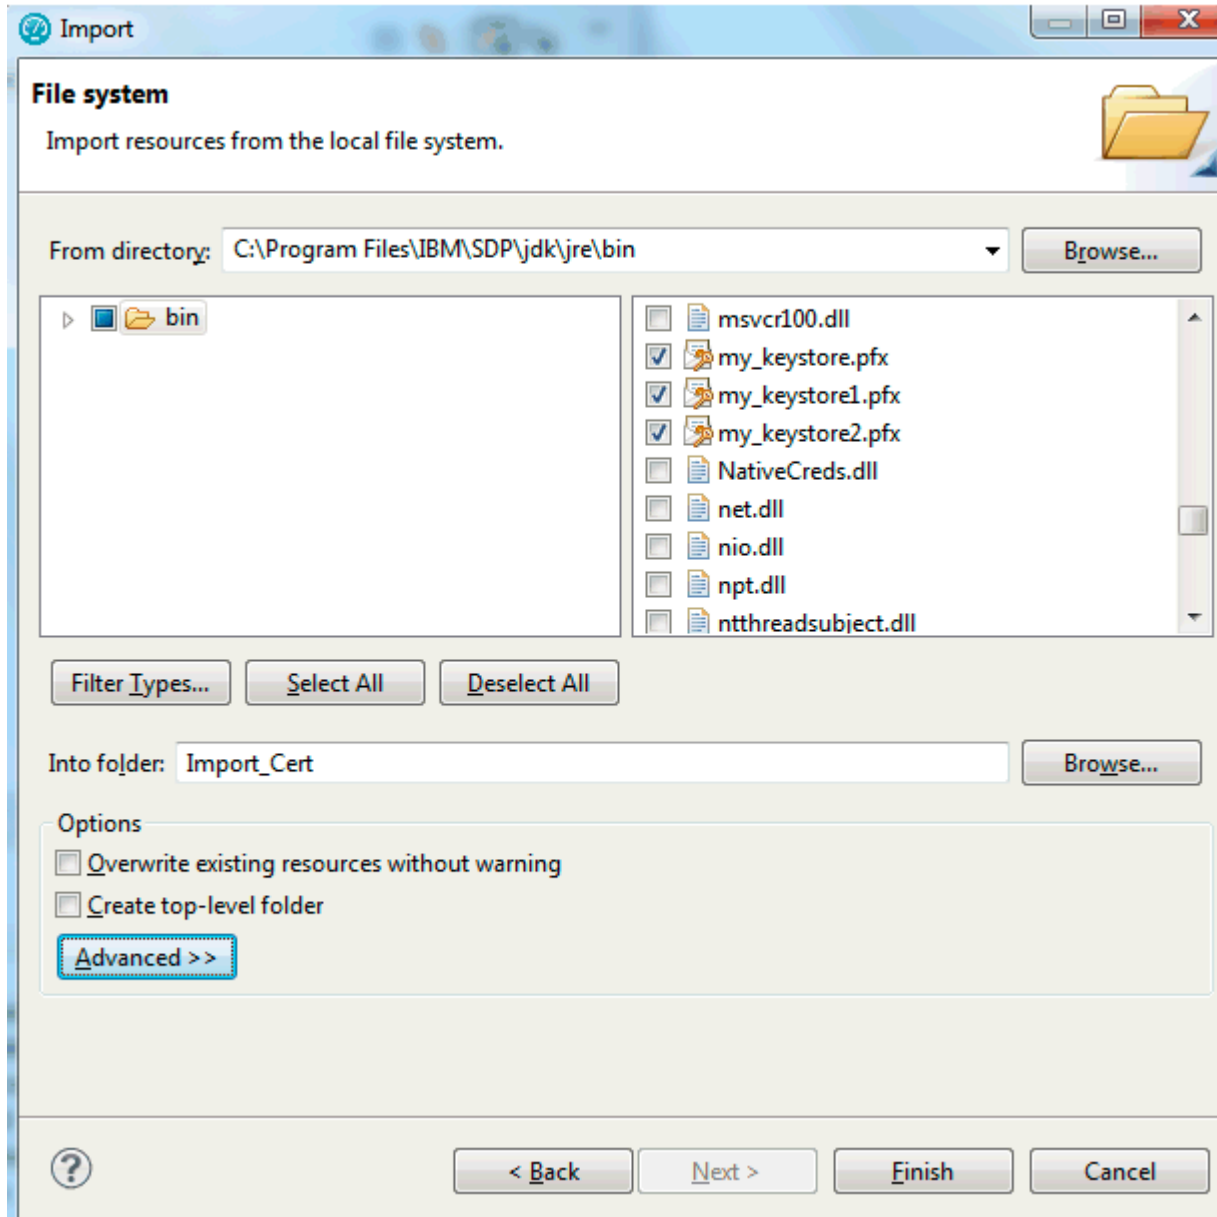 Import
File system
Import resources from the local file system.
From directory: C:\Program Files\IBM\SDP\jdk\jre\bin Browse...
bin
msvcr100.dll
my_keystore.pfx
my_keystore1.pfx
my_keystore2.pfx
NativeCreds.dll
net.dll
nio.dll
npt.dll
ntthreadsubject.dll
Filter Types... Select All Deselect All
Into folder: Import_Cert Browse...
Options
Overwrite existing resources without warning
Create top-level folder
Advanced >>
? < Back Next > Finish Cancel